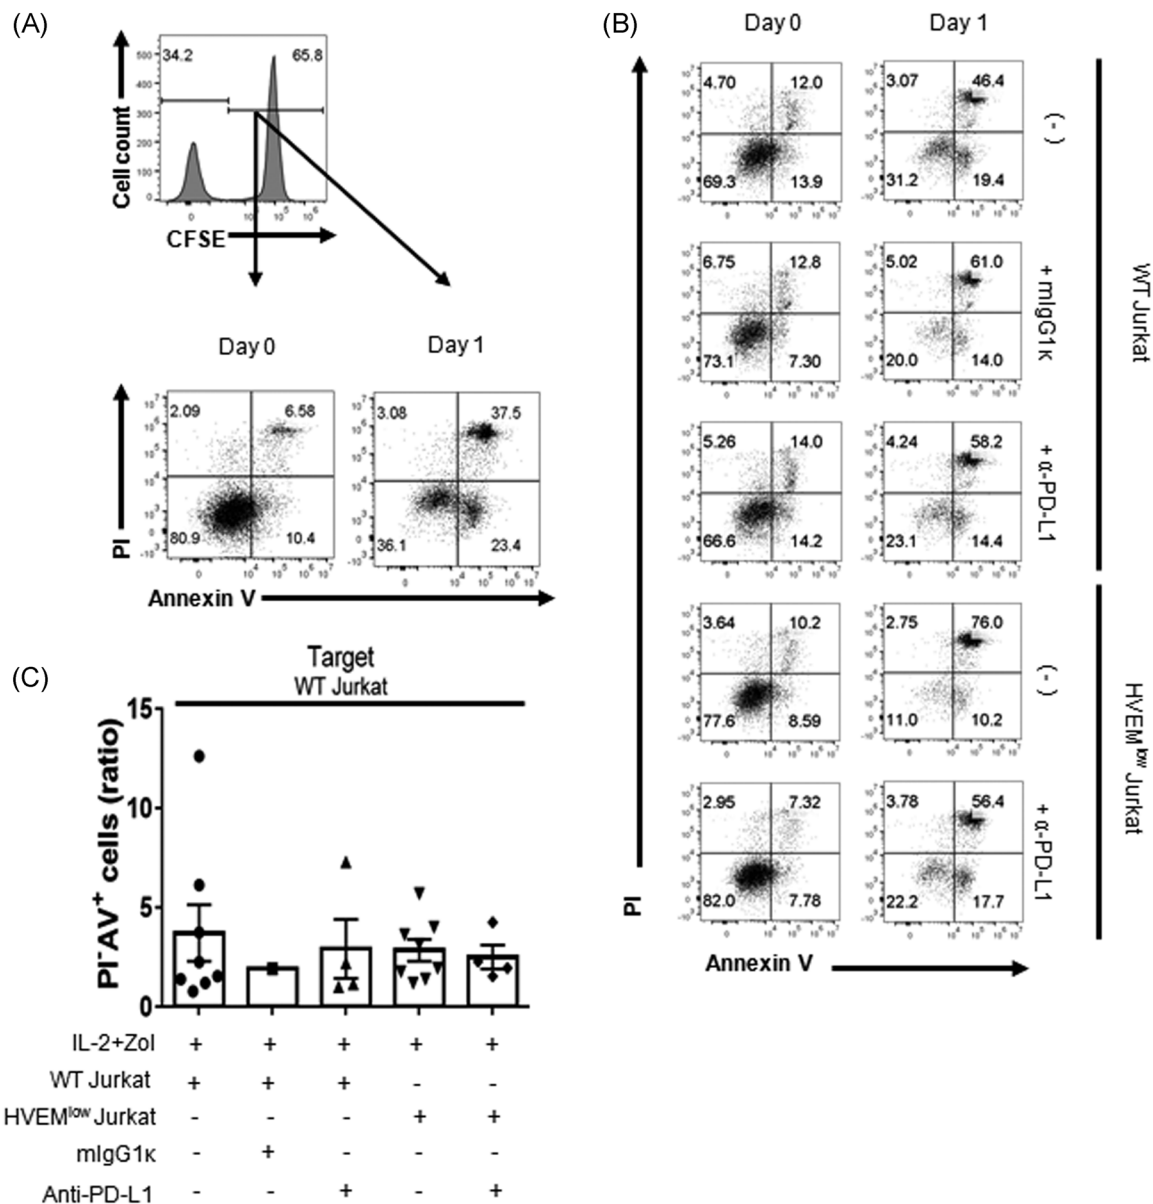 (A)
34.2 65.8
500
400
300
200
100
0
0 10⁴ 10⁵ 10⁶
Cell count
CFSE
Day 0 Day 1
2.09 6.58
80.9 10.4
3.08 37.5
36.1 23.4
PI
Annexin V
(B)
Day 0 Day 1
4.70 12.0
69.3 13.9
3.07 46.4
31.2 19.4
(-)
6.75 12.8
73.1 7.30
5.02 61.0
20.0 14.0
+ mIgG1κ
5.26 14.0
66.6 14.2
4.24 58.2
23.1 14.4
+ α-PD-L1
WT Jurkat
3.64 10.2
77.6 8.59
2.75 76.0
11.0 10.2
(-)
2.95 7.32
82.0 7.78
3.78 56.4
22.2 17.7
+ α-PD-L1
HVEMlow Jurkat
PI
Annexin V
(C)
Target
WT Jurkat
15
10
5
0
PI⁻AV⁺ cells (ratio)
IL-2+Zol + + + + +
WT Jurkat + + + - -
HVEMlow Jurkat - - - + +
mIgG1κ - + - - -
Anti-PD-L1 - - + - +